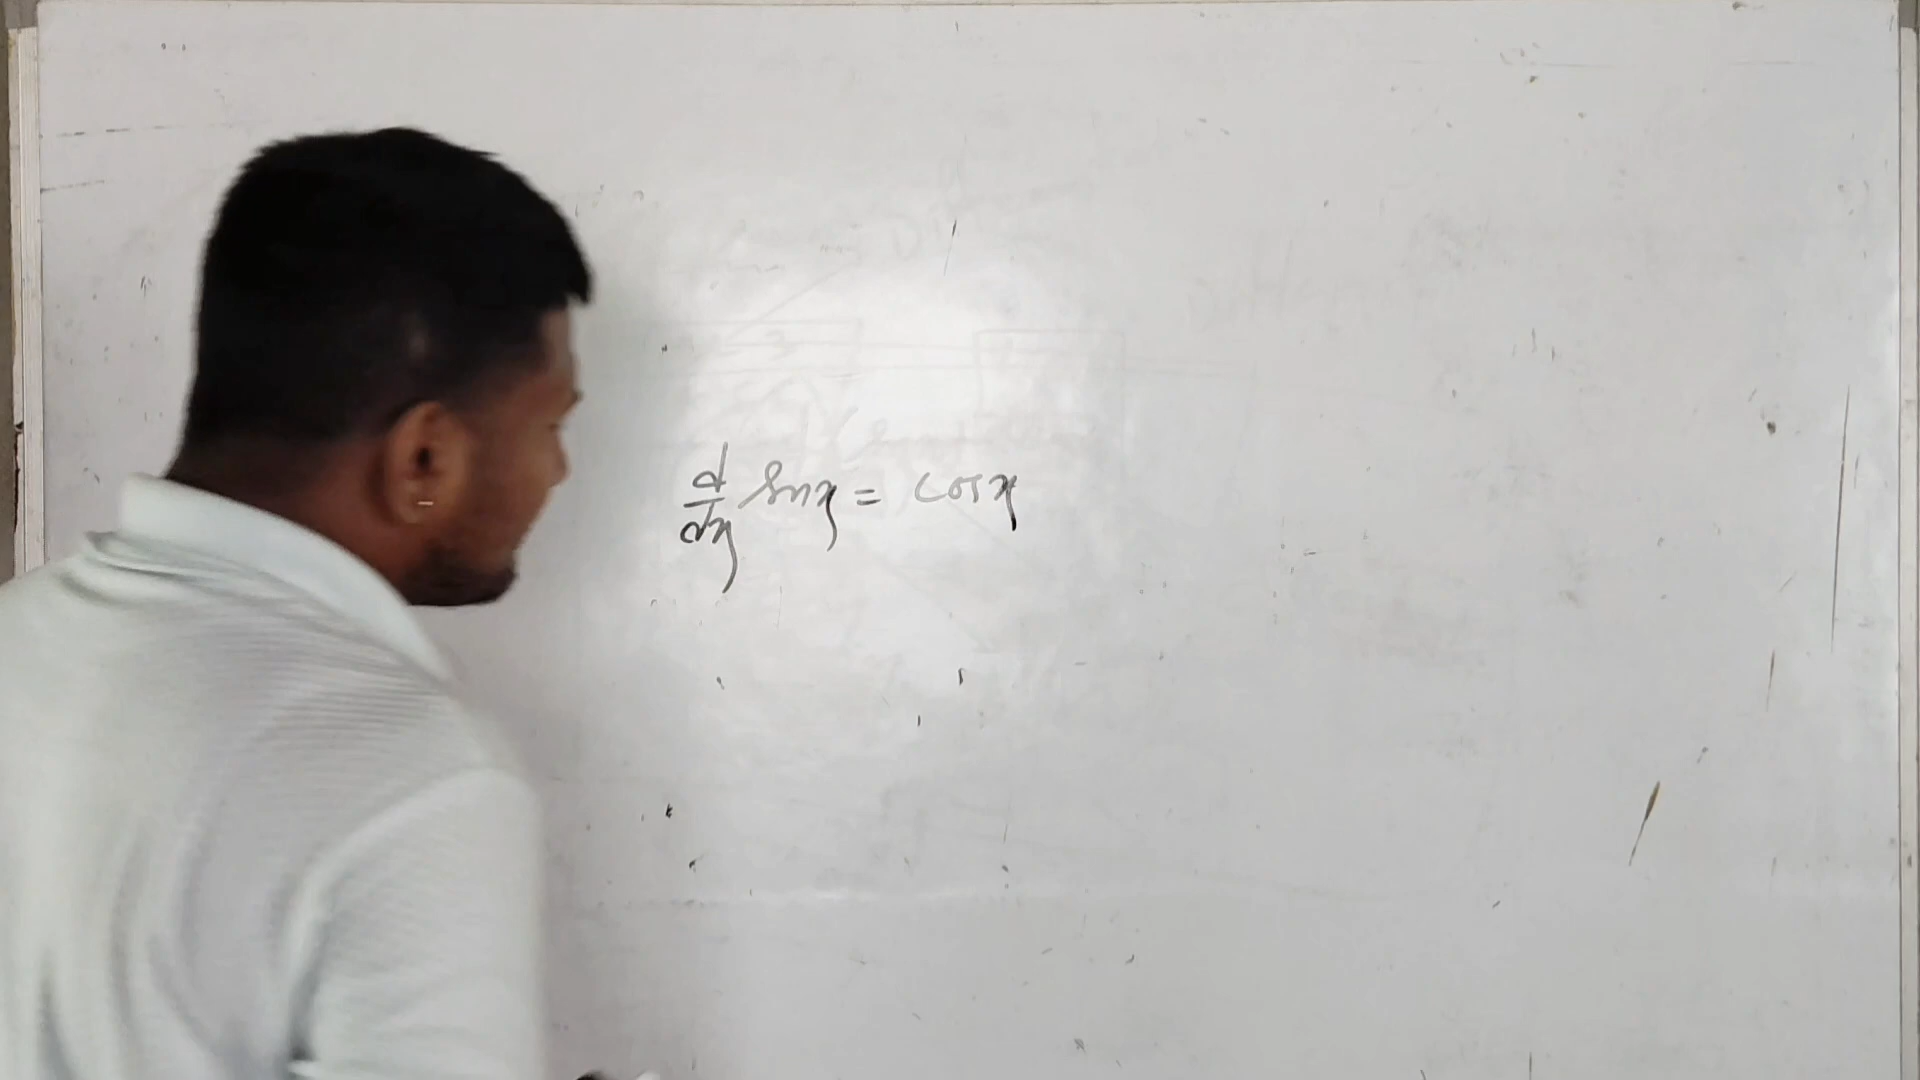 d/dx sinx = cosx